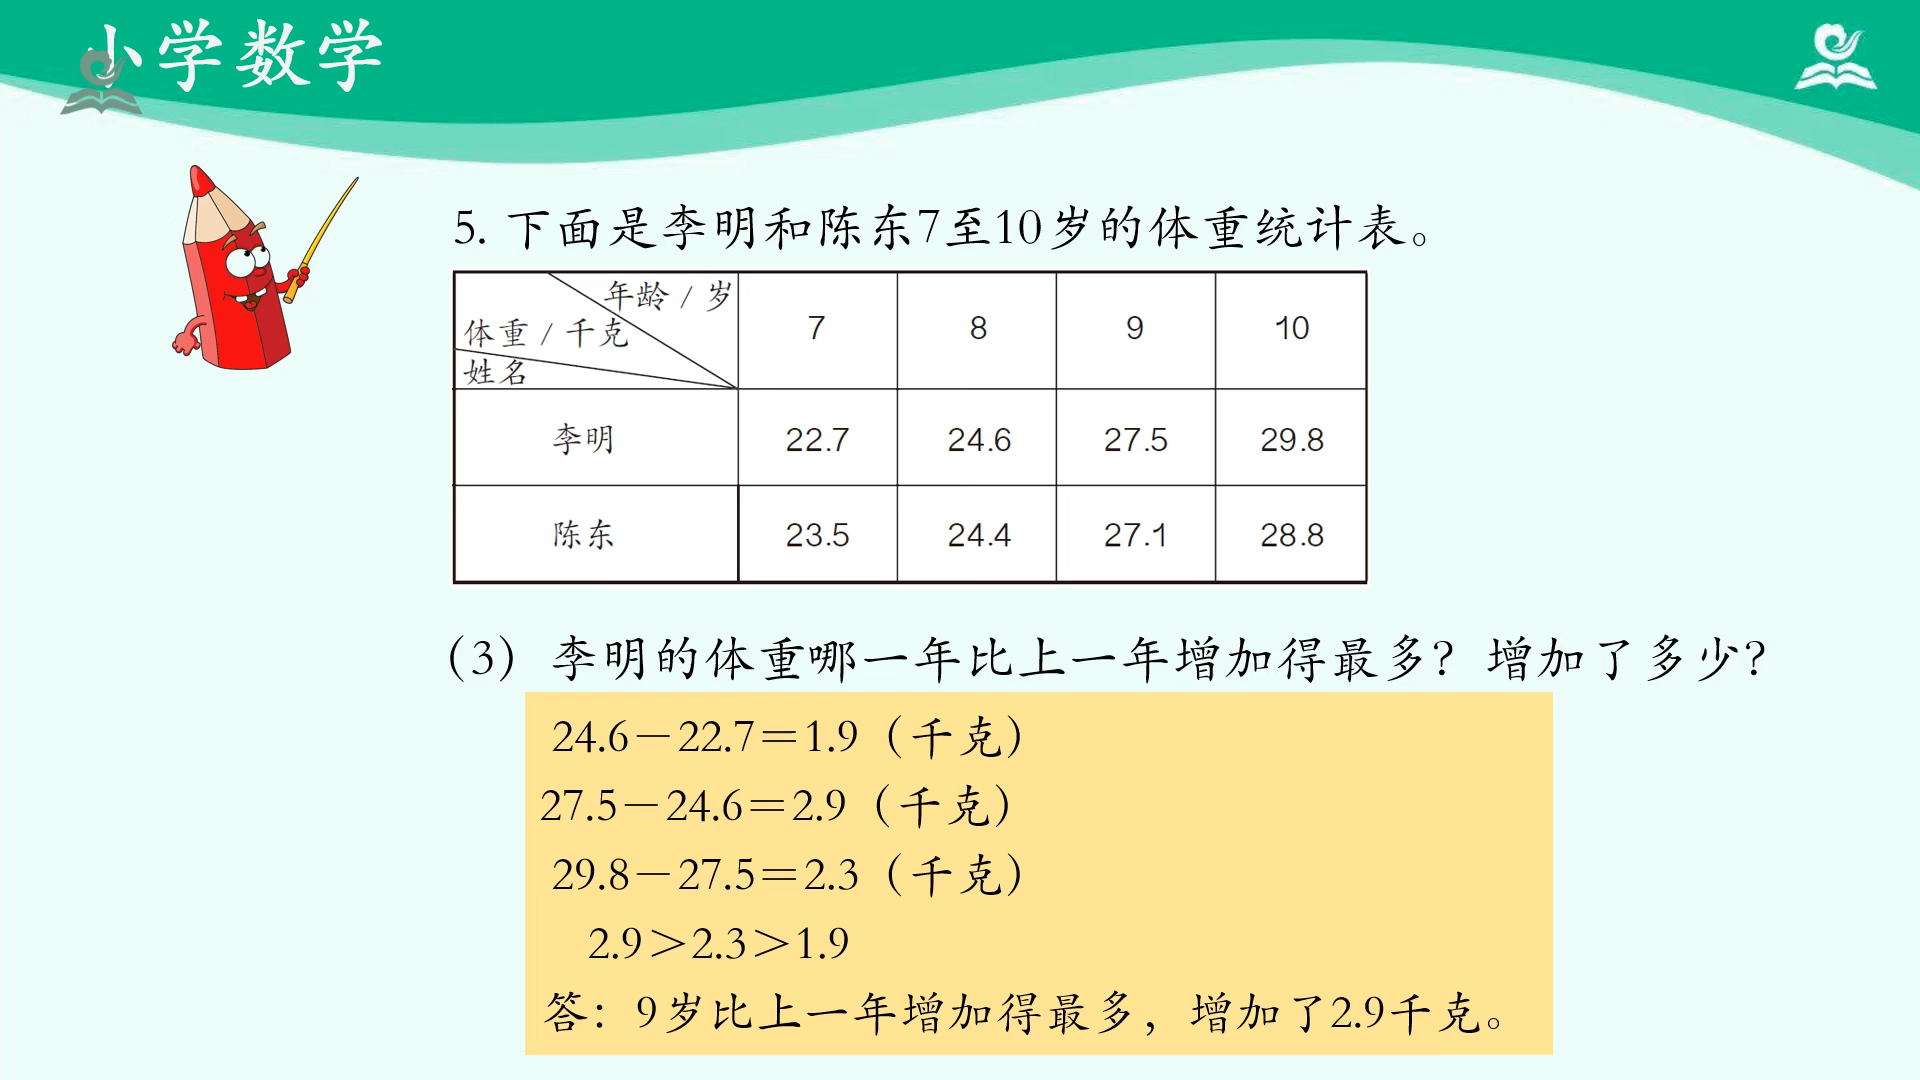 小学数学
5. 下面是李明和陈东7至10岁的体重统计表。
年龄 / 岁
体重 / 千克
姓名
7 8 9 10
李明 22.7 24.6 27.5 29.8
陈东 23.5 24.4 27.1 28.8
（3） 李明的体重哪一年比上一年增加得最多？增加了多少？
24.6－22.7＝1.9（千克）
27.5－24.6＝2.9（千克）
29.8－27.5＝2.3（千克）
2.9＞2.3＞1.9
答：9岁比上一年增加得最多，增加了2.9千克。